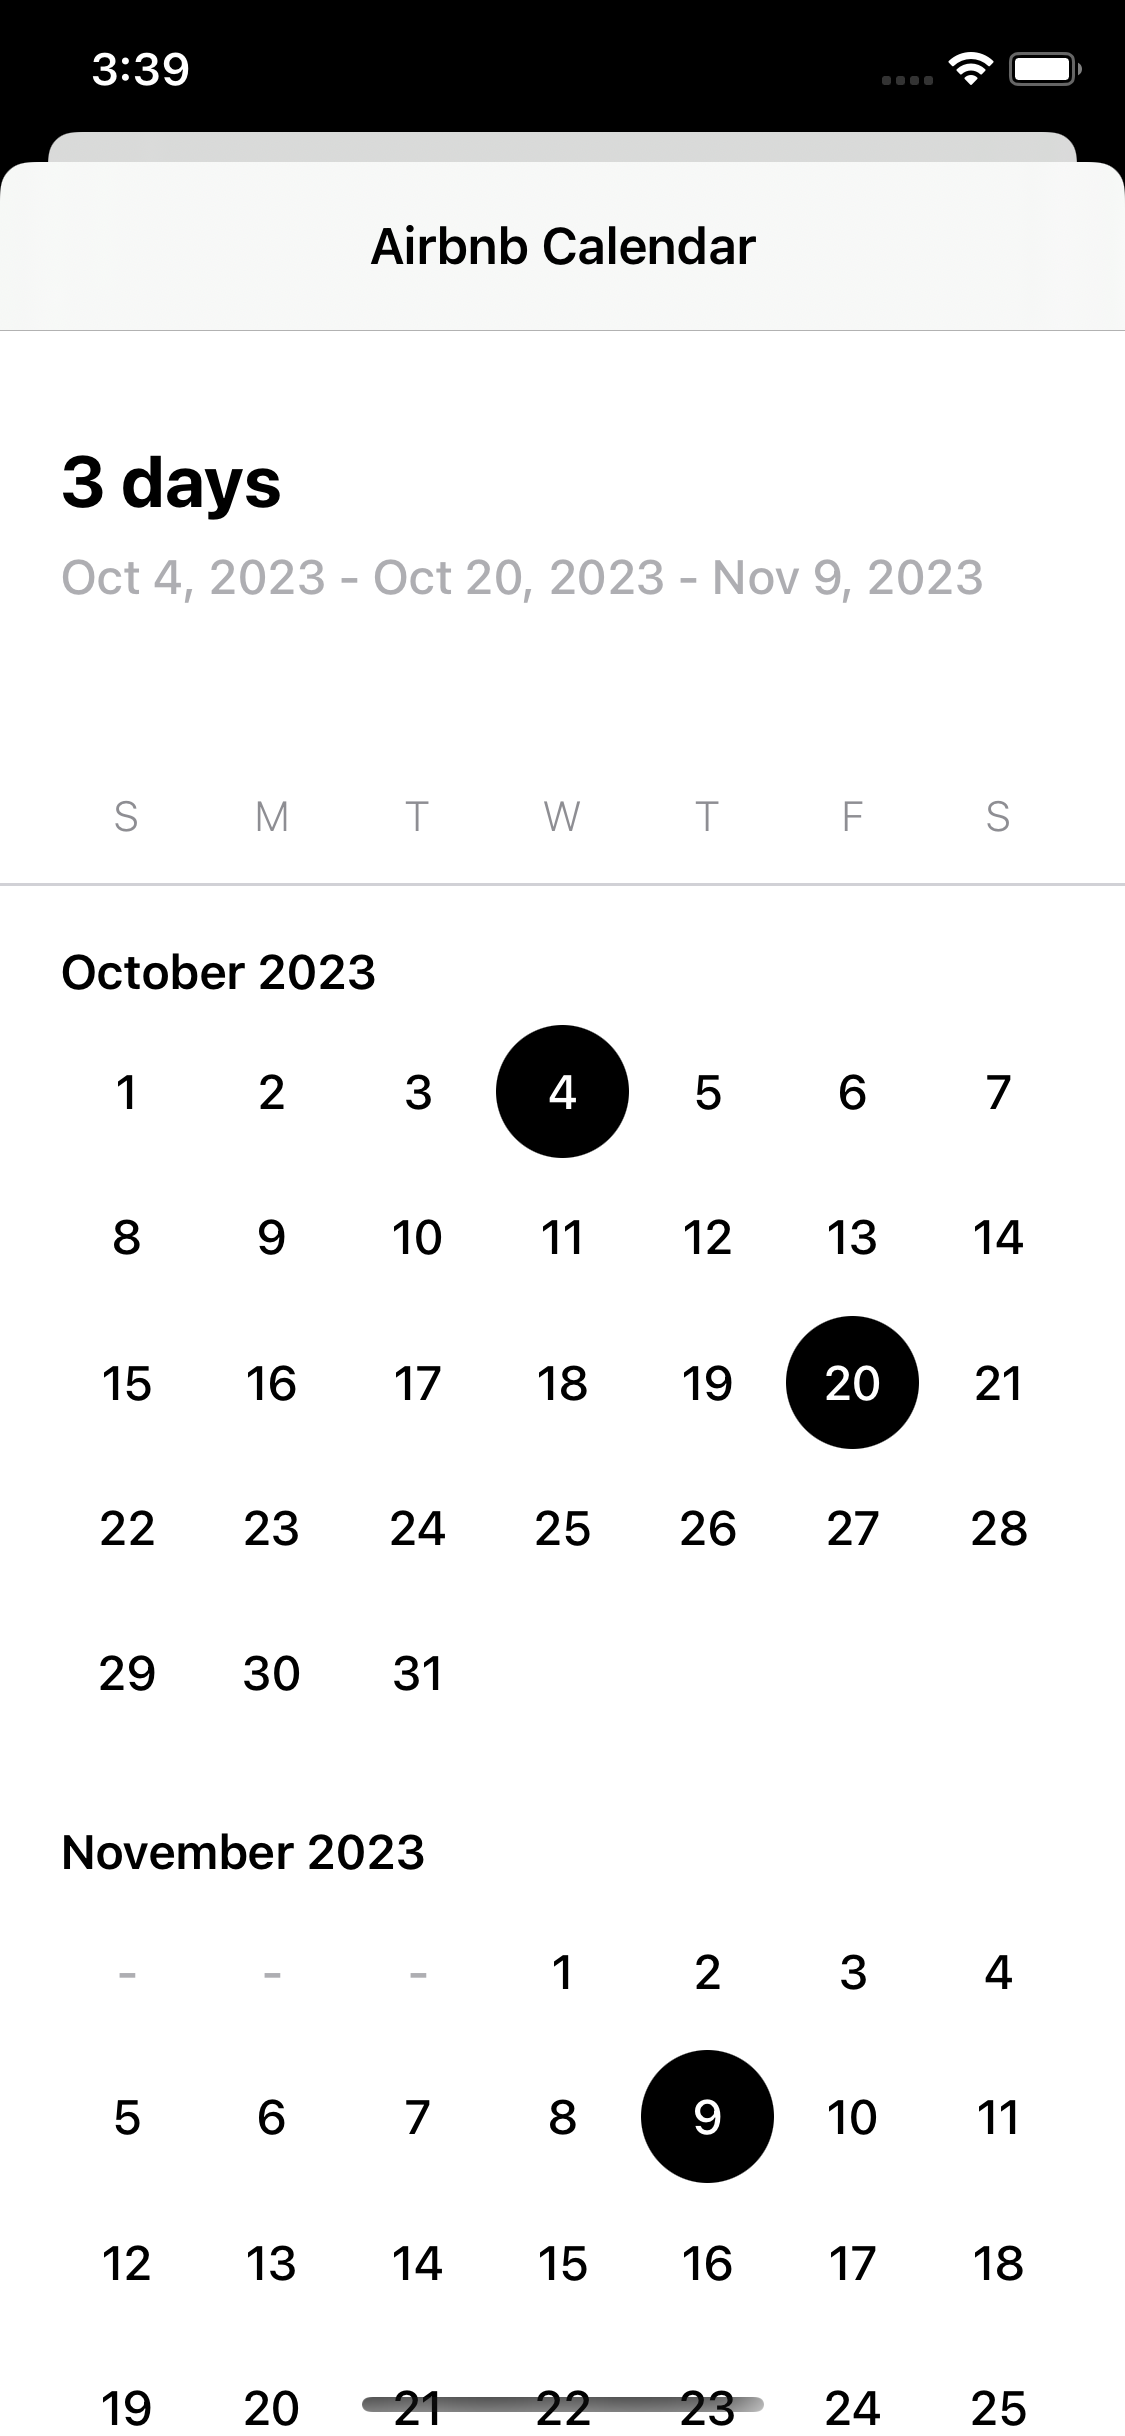 3:39
Airbnb Calendar
3 days
Oct 4, 2023 - Oct 20, 2023 - Nov 9, 2023
S M T W T F S
October 2023
1 2 3 4 5 6 7
8 9 10 11 12 13 14
15 16 17 18 19 20 21
22 23 24 25 26 27 28
29 30 31
November 2023
- - - 1 2 3 4
5 6 7 8 9 10 11
12 13 14 15 16 17 18
19 20 21 22 23 24 25